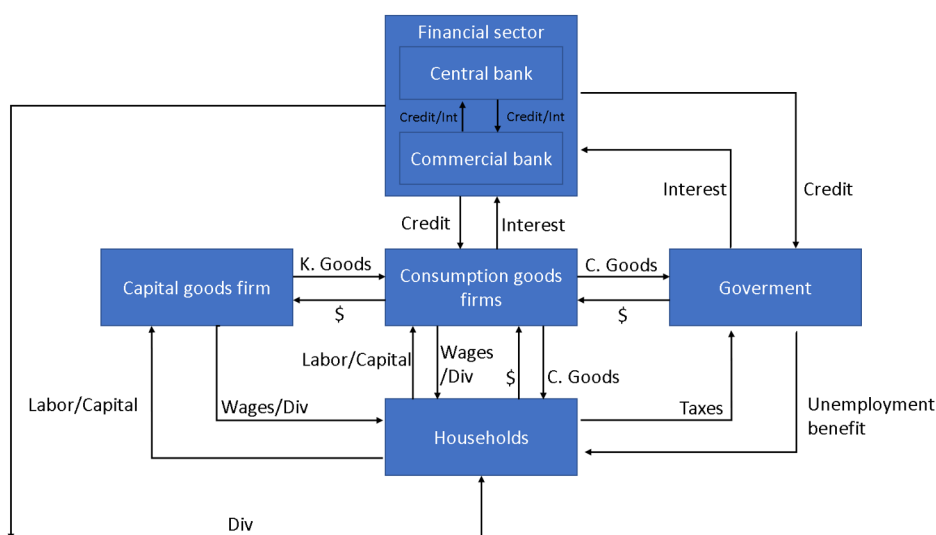 Financial sector
Central bank
Credit/Int
Credit/Int
Commercial bank
Interest
Credit
Credit
Interest
K. Goods
C. Goods
Capital goods firm
Consumption goods
firms
Goverment
$
$
Labor/Capital
Wages
/Div
$
C. Goods
Labor/Capital
Wages/Div
Taxes
Unemployment
benefit
Households
Div